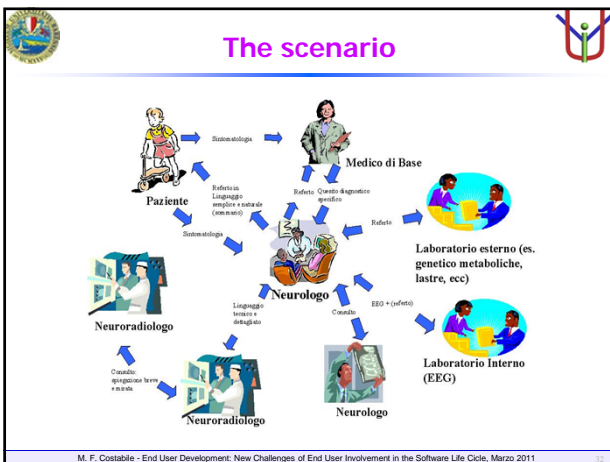 The scenario
Sintomatologia
Medico di Base
Paziente
Referto in
Linguaggio
semplice e naturale
(sommario)
Referto
Quesito diagnostico
specifico
Sintomatologia
Referto
Laboratorio esterno (es.
genetico metaboliche,
lastre, ecc)
Neurologo
Linguaggio
tecnico e
dettagliato
Consulto
EEG + (referto)
Neuroradiologo
Laboratorio Interno
(EEG)
Consulto:
spiegazione breve
e mirata
Neuroradiologo
Neurologo
M. F. Costabile - End User Development: New Challenges of End User Involvement in the Software Life Cicle, Marzo 2011
32